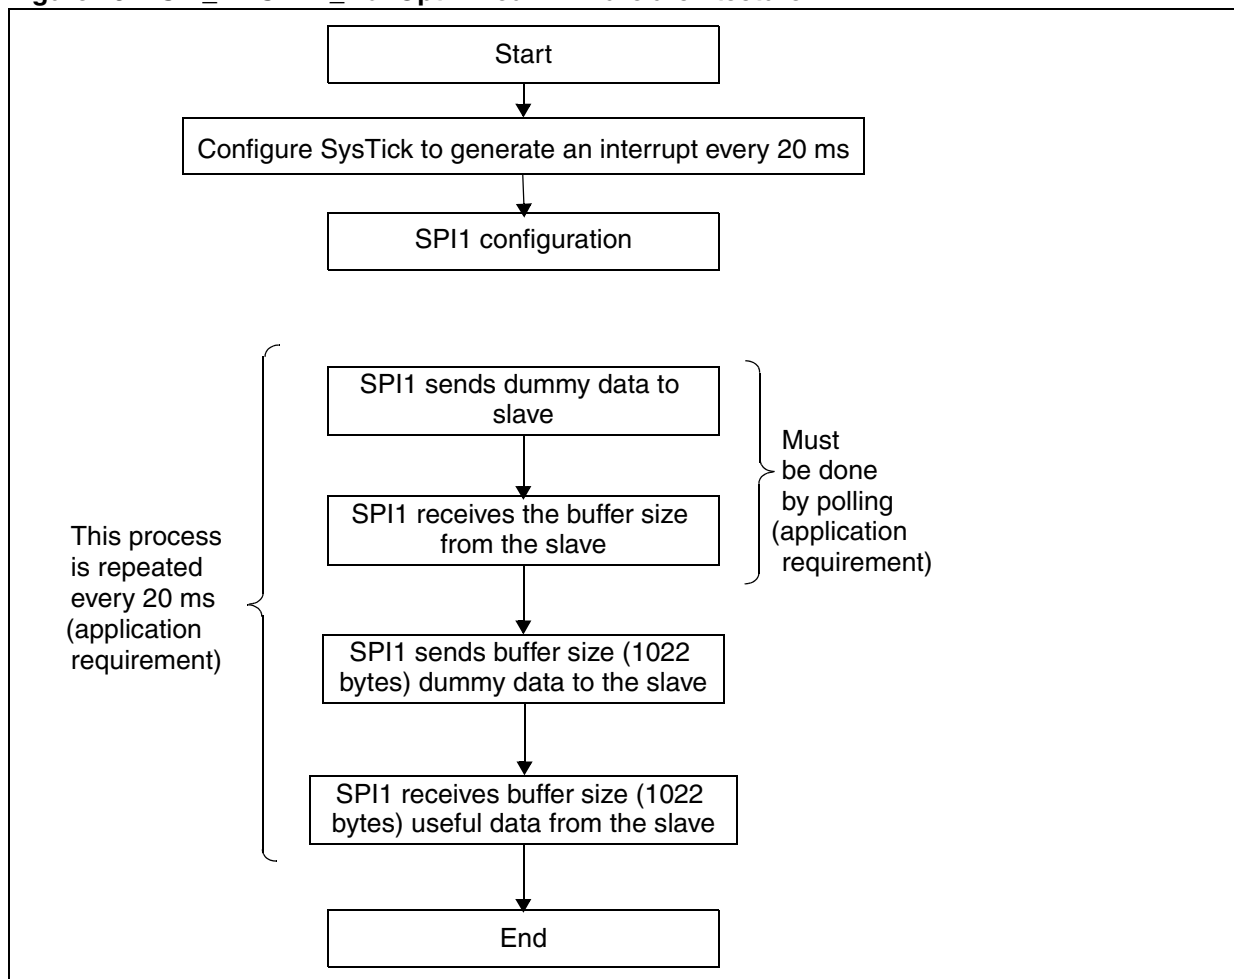 Start
Configure SysTick to generate an interrupt every 20 ms
SPI1 configuration
SPI1 sends dummy data to
slave
Must
be done
by polling
(application
requirement)
SPI1 receives the buffer size
from the slave
This process
is repeated
every 20 ms
(application
requirement)
SPI1 sends buffer size (1022
bytes) dummy data to the slave
SPI1 receives buffer size (1022
bytes) useful data from the slave
End